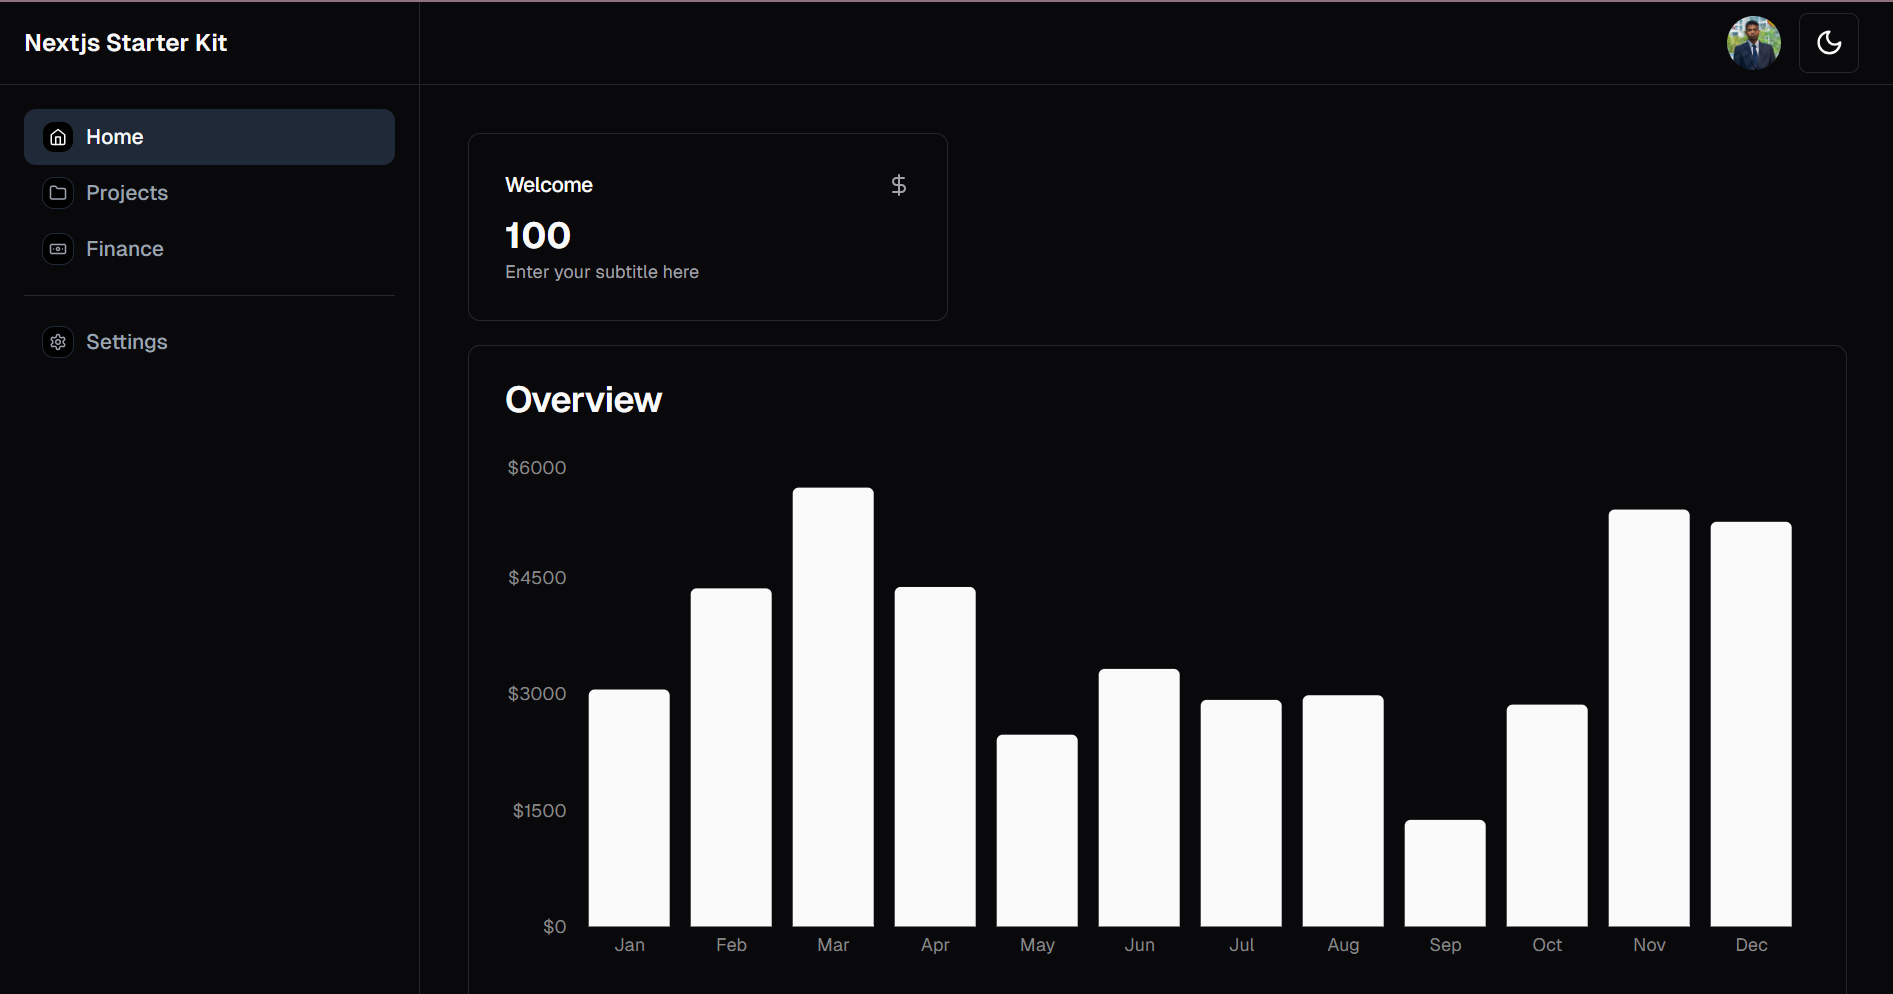 Nextjs Starter Kit
Home
Projects
Finance
Settings
Welcome
$
100
Enter your subtitle here
Overview
$6000
$4500
$3000
$1500
$0
Jan Feb Mar Apr May Jun Jul Aug Sep Oct Nov Dec